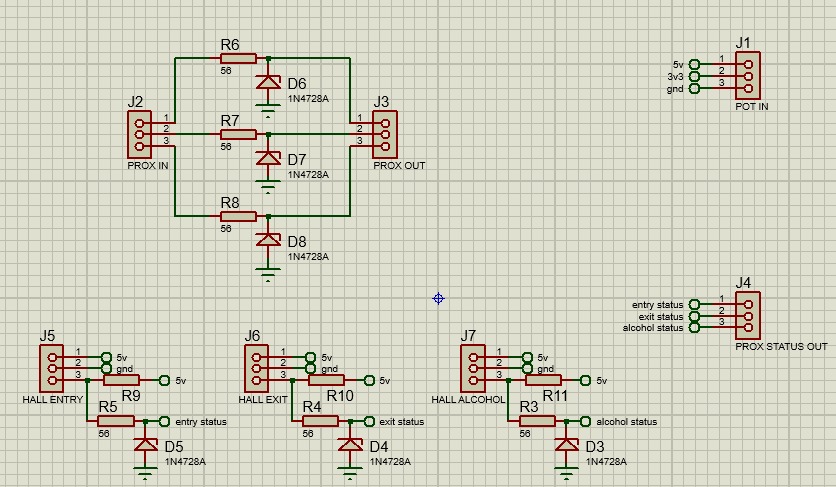 R6
56
D6
1N4728A
J2
1
2
3
PROX IN
R7
56
D7
1N4728A
J3
1
2
3
PROX OUT
R8
56
D8
1N4728A
J1
5v 1
3v3 2
gnd 3
POT IN
J4
entry status 1
exit status 2
alcohol status 3
PROX STATUS OUT
J5
1 5v
2 gnd
3
HALL ENTRY
R9
5v
R5
56
entry status
D5
1N4728A
J6
1 5v
2 gnd
3
HALL EXIT
R10
5v
R4
56
exit status
D4
1N4728A
J7
1 5v
2 gnd
3
HALL ALCOHOL
R11
5v
R3
56
alcohol status
D3
1N4728A